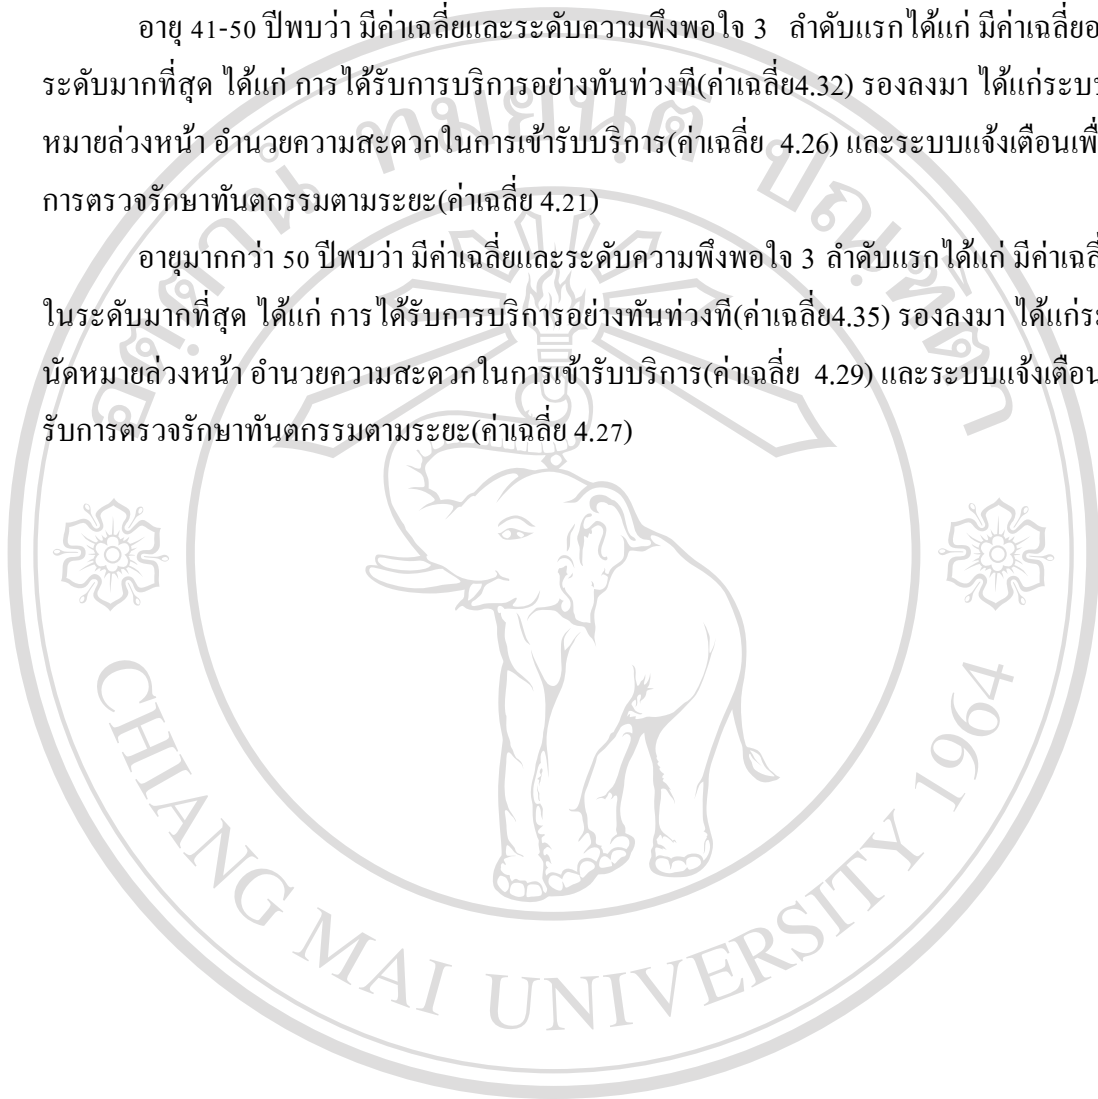 อายุ 41-50 ปีพบว่า มีค่าเฉลี่ยและระดับความพึงพอใจ 3 ลำดับแรกได้แก่ มีค่าเฉลี่ย
ระดับมากที่สุด ได้แก่ การได้รับการบริการอย่างทันท่วงที(ค่าเฉลี่ย4.32) รองลงมา ได้แก่
หมายล่วงหน้า อำนวยความสะดวกในการเข้ารับบริการ(ค่าเฉลี่ย 4.26) และระบบแจ้งเตือน
การตรวจรักษาทันตกรรมตามระยะ(ค่าเฉลี่ย 4.21)
อายุมากกว่า 50 ปีพบว่า มีค่าเฉลี่ยและระดับความพึงพอใจ 3 ลำดับแรกได้แก่ มี
ในระดับมากที่สุด ได้แก่ การได้รับการบริการอย่างทันท่วงที(ค่าเฉลี่ย4.35) รองลงมา ได้แก่
นัดหมายล่วงหน้า อำนวยความสะดวกในการเข้ารับบริการ(ค่าเฉลี่ย 4.29) และระบบแจ้งเตือน
รับการตรวจรักษาทันตกรรมตามระยะ(ค่าเฉลี่ย 4.27)
CHIANG MAI UNIVERSITY 1964